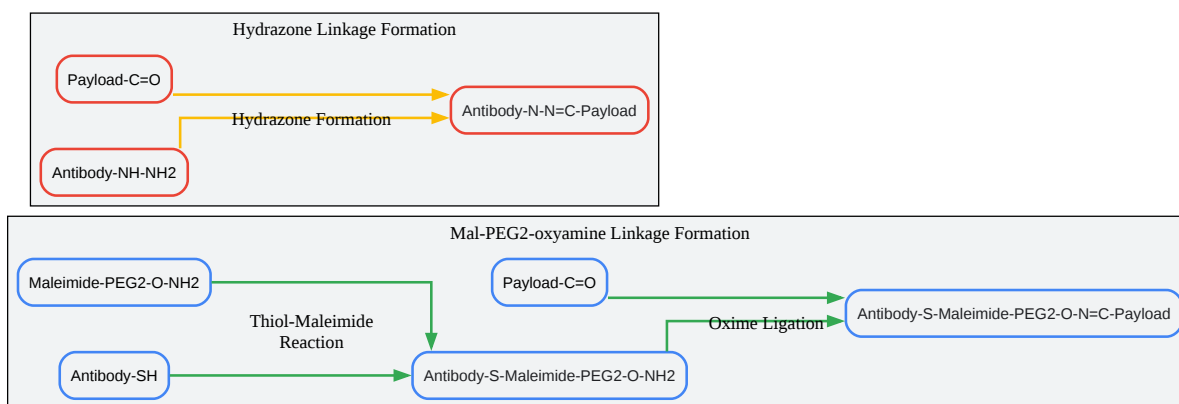 Hydrazone Linkage Formation
Payload-C=O
Antibody-N-N=C-Payload
Hydrazone Formation
Antibody-NH-NH2
Mal-PEG2-oxyamine Linkage Formation
Maleimide-PEG2-O-NH2
Payload-C=O
Antibody-S-Maleimide-PEG2-O-N=C-Payload
Thiol-Maleimide
Reaction
Oxime Ligation
Antibody-SH
Antibody-S-Maleimide-PEG2-O-NH2